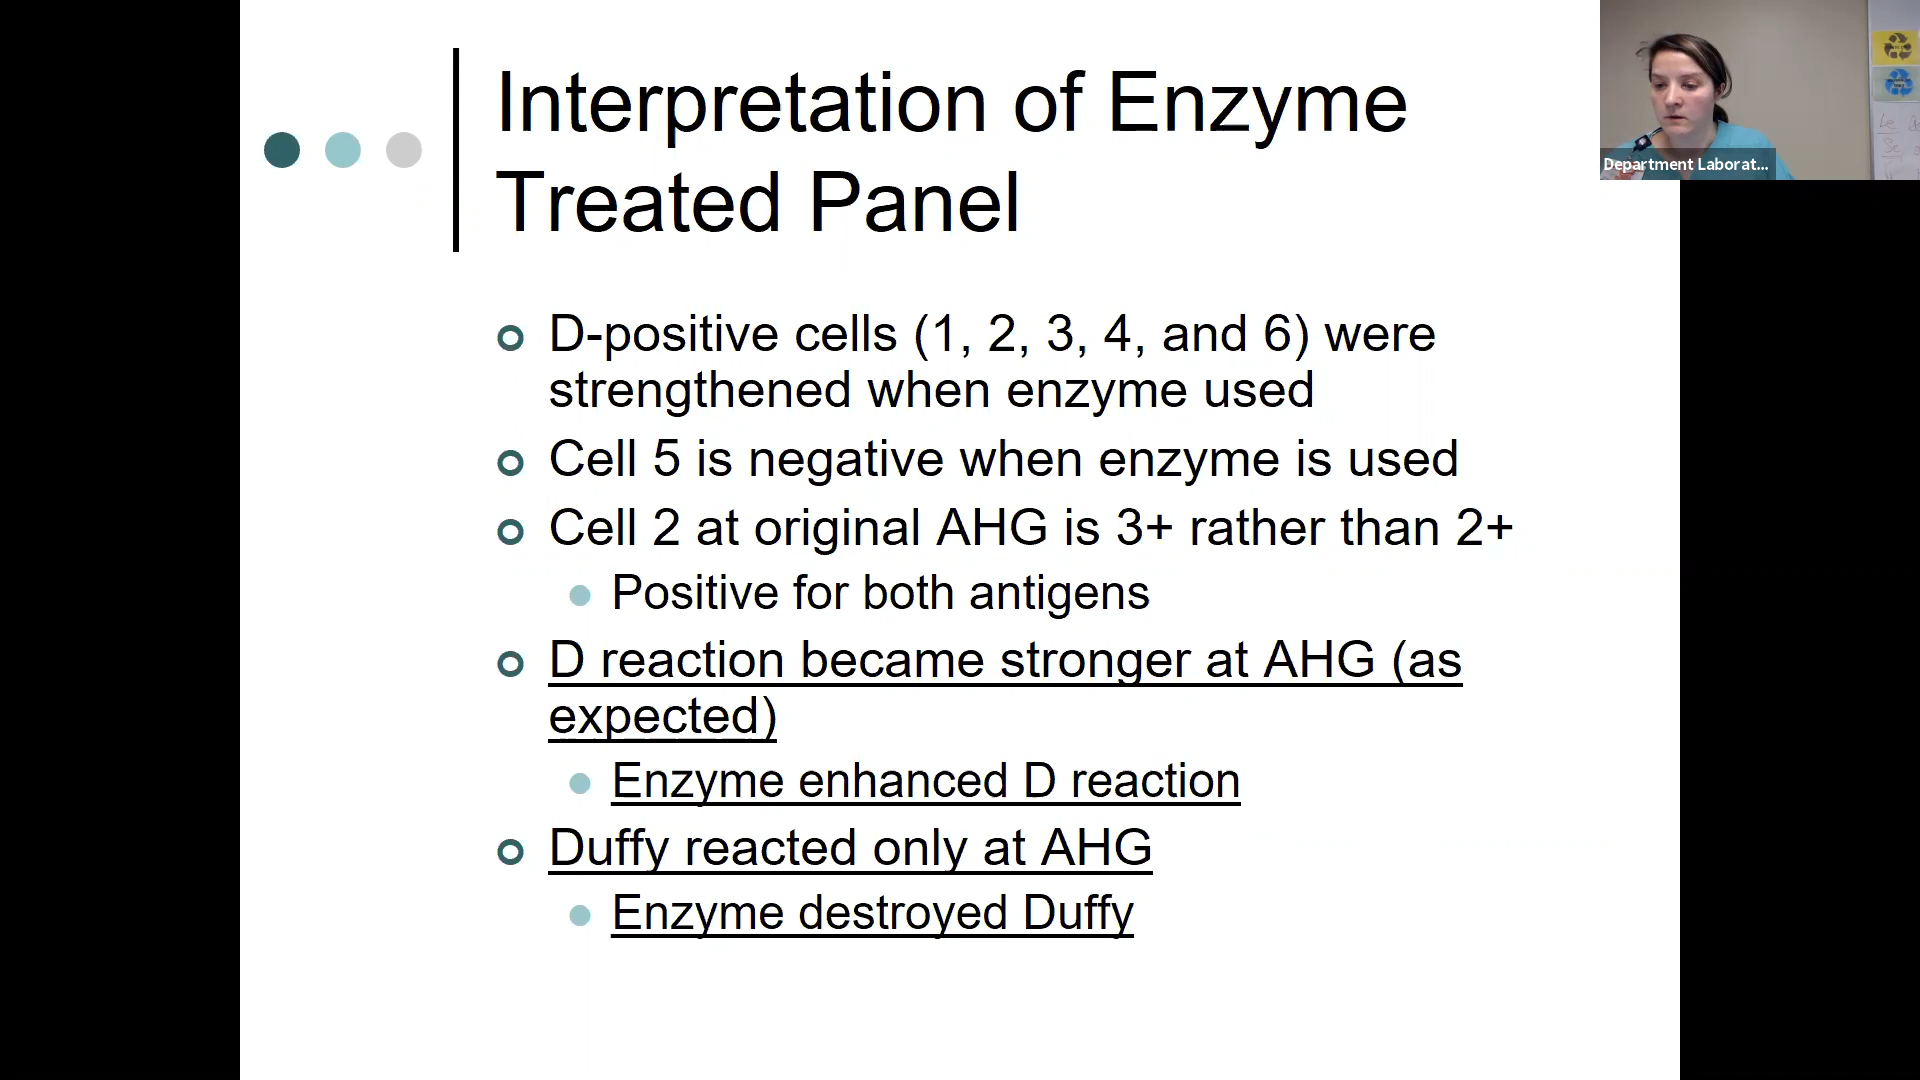 Interpretation of Enzyme
Treated Panel
D-positive cells (1, 2, 3, 4, and 6) were
strengthened when enzyme used
Cell 5 is negative when enzyme is used
Cell 2 at original AHG is 3+ rather than 2+
Positive for both antigens
D reaction became stronger at AHG (as
expected)
Enzyme enhanced D reaction
Duffy reacted only at AHG
Enzyme destroyed Duffy
Department Laborat...
Le
Se